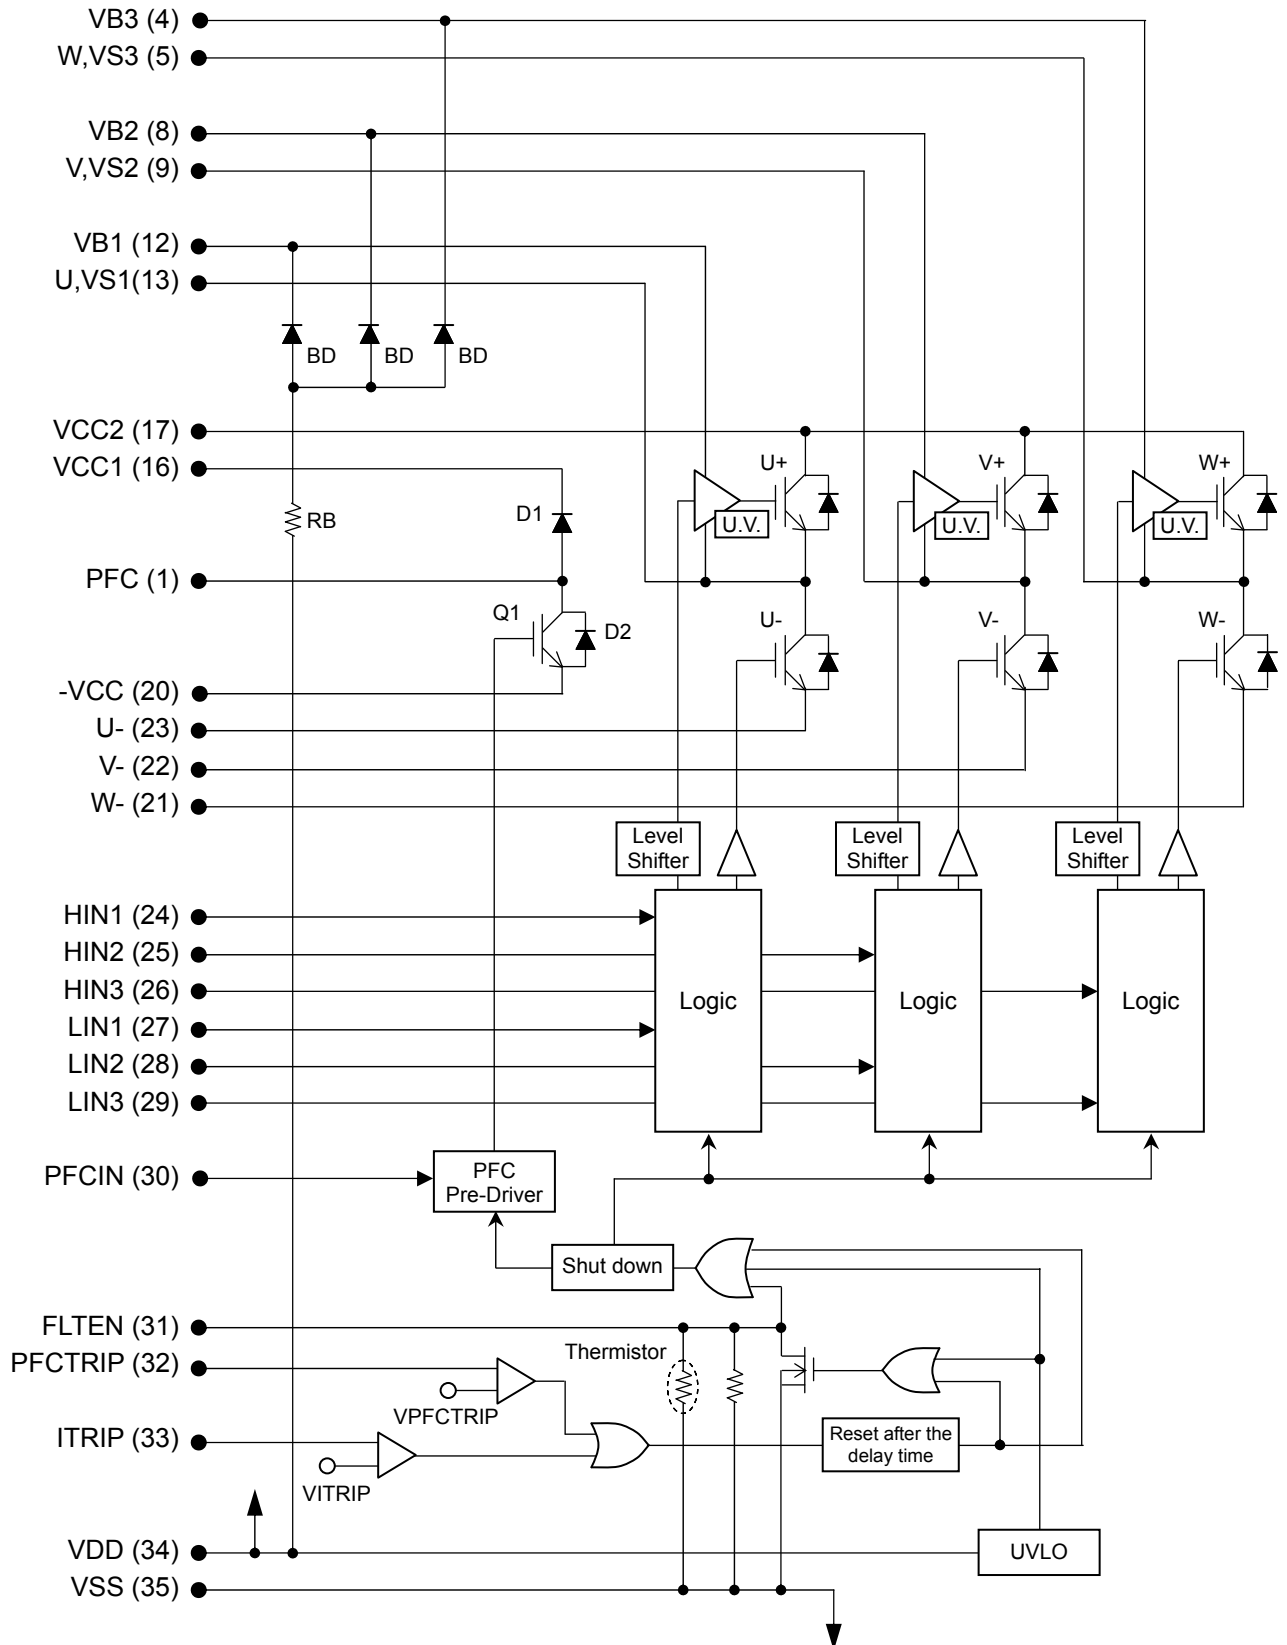 VB3 (4)
W,VS3 (5)
VB2 (8)
V,VS2 (9)
VB1 (12)
U,VS1(13)
BD
BD
BD
VCC2 (17)
VCC1 (16)
U+
V+
W+
RB
D1
U.V.
U.V.
U.V.
PFC (1)
Q1
D2
U-
V-
W-
-VCC (20)
U- (23)
V- (22)
W- (21)
Level
Shifter
Level
Shifter
Level
Shifter
HIN1 (24)
HIN2 (25)
HIN3 (26)
LIN1 (27)
LIN2 (28)
LIN3 (29)
Logic
Logic
Logic
PFCIN (30)
PFC
Pre-Driver
Shut down
FLTEN (31)
PFCTRIP (32)
Thermistor
VPFCTRIP
ITRIP (33)
VITRIP
Reset after the
delay time
VDD (34)
UVLO
VSS (35)